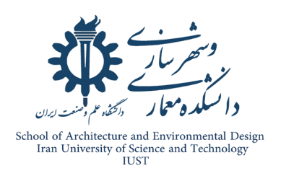 دانشکده معماری
و شهرسازی
دانشگاه علم و صنعت ایران
School of Architecture and Environmental Design
Iran University of Science and Technology
IUST